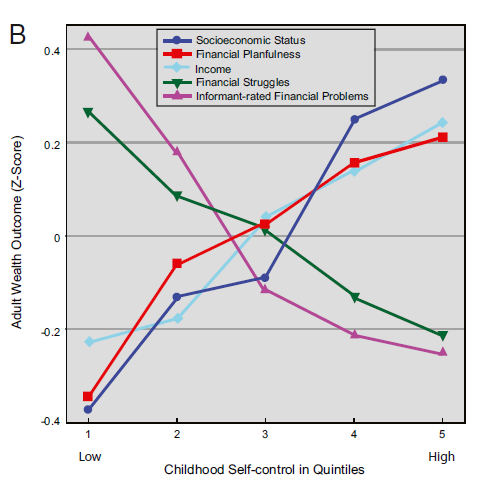 B
Socioeconomic Status
Financial Planfulness
Income
Financial Struggles
Informant-rated Financial Problems
Adult Wealth Outcome (Z-Score)
0.4
0.2
0
-0.2
-0.4
1 2 3 4 5
Low High
Childhood Self-control in Quintiles